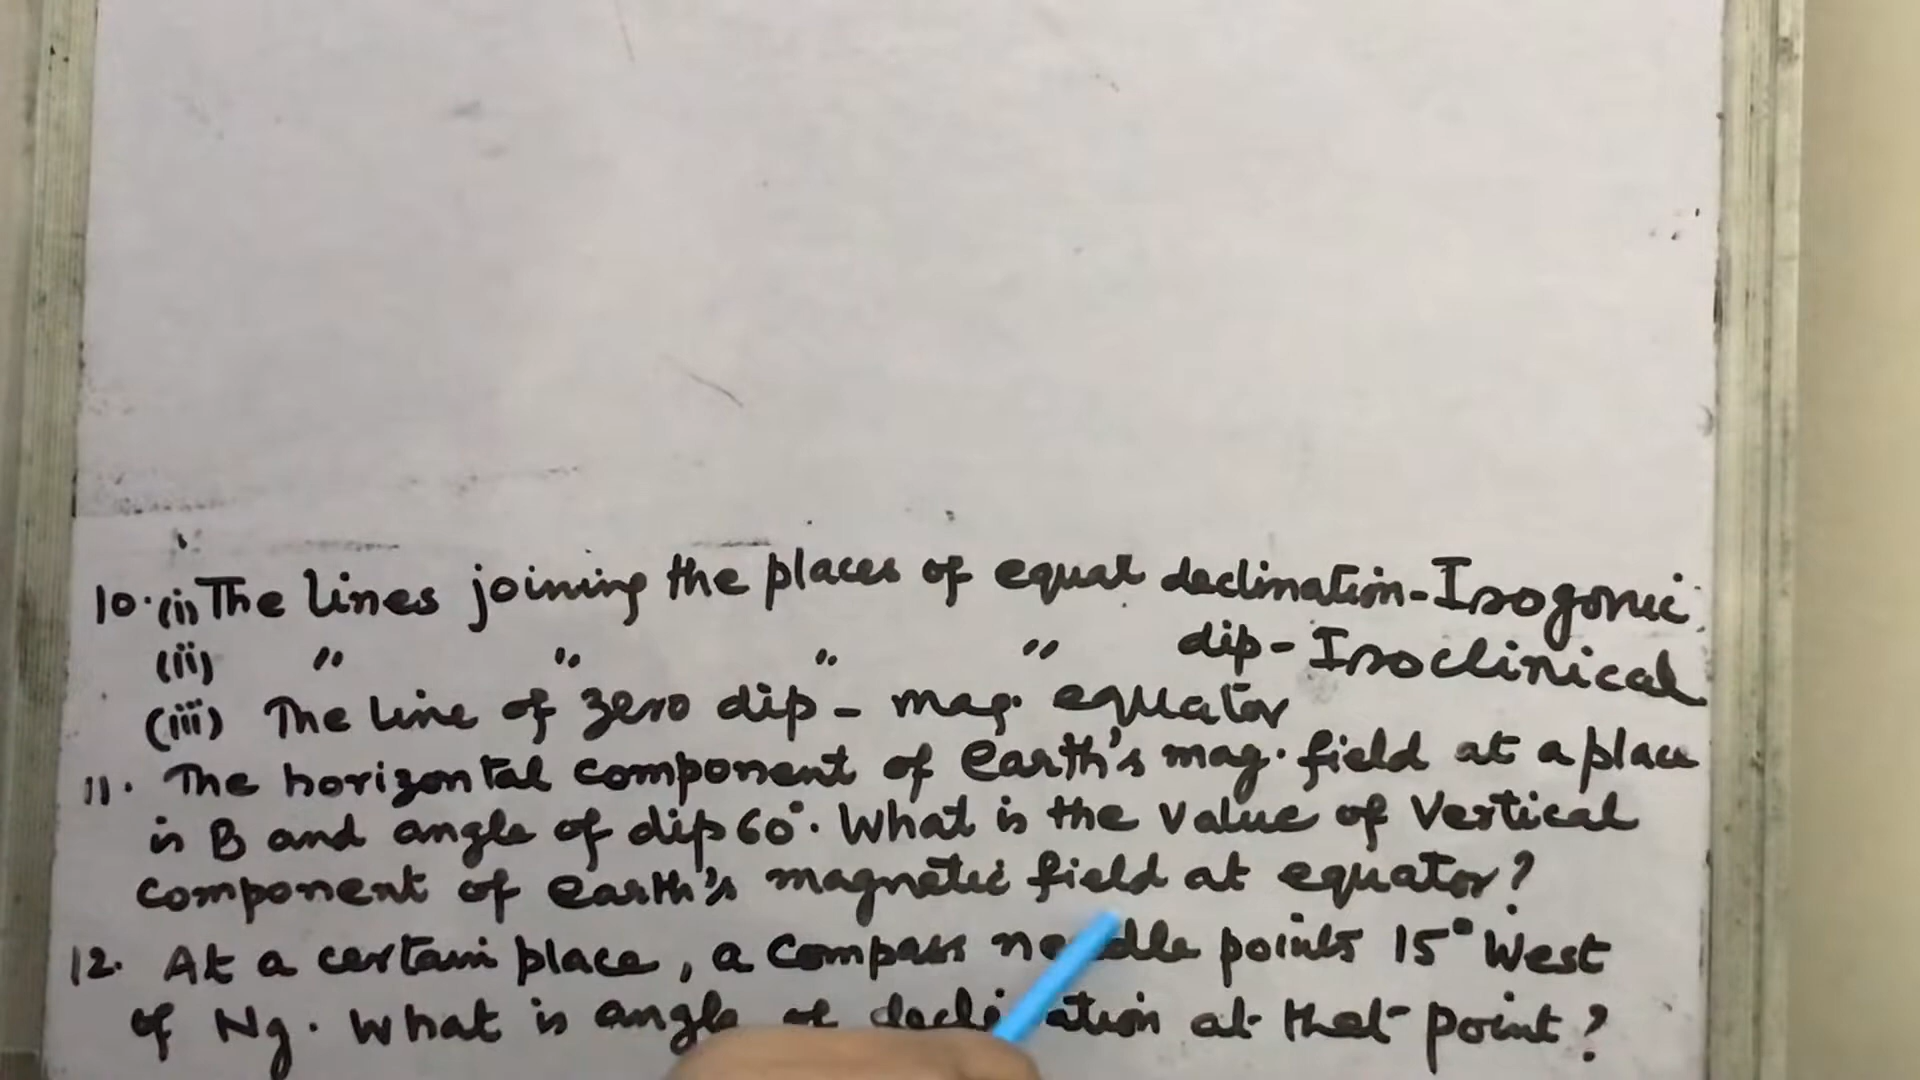 10. (i) The lines joining the places of equal declination - Isogonic
(ii) " " " " dip - Isoclinical
(iii) The line of zero dip - mag. equator
11. The horizontal component of earth's mag. field at a place
is B and angle of dip 60°. What is the value of Vertical
component of earth's magnetic field at equator?
12. At a certain place, a compass needle points 15° West
of Ng. What is angle of declination at that point?